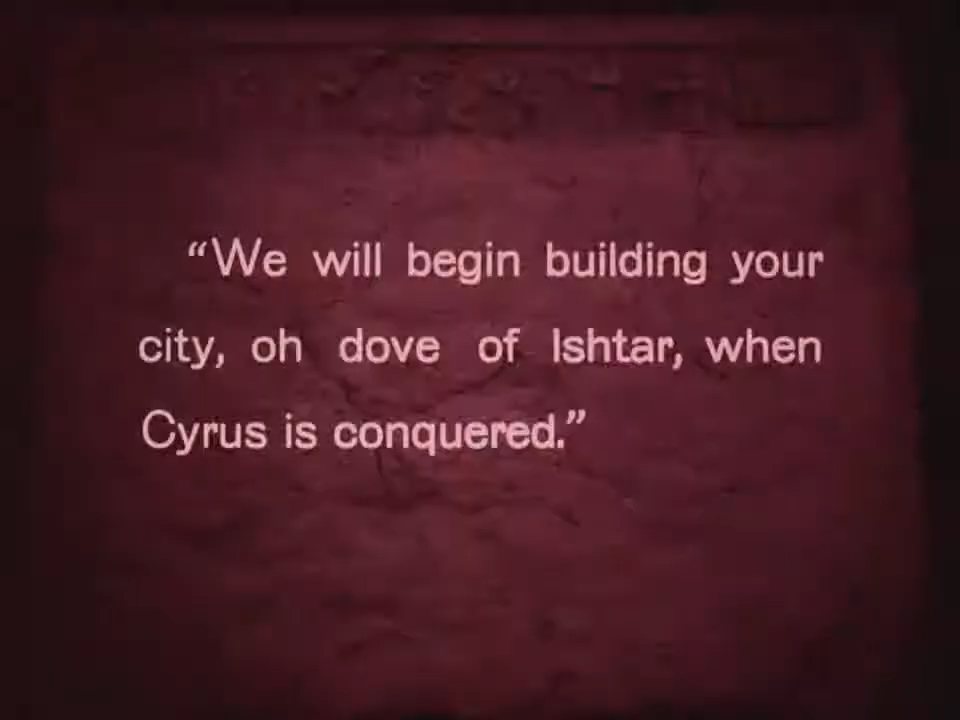 “We will begin building your
city, oh dove of Ishtar, when
Cyrus is conquered.”